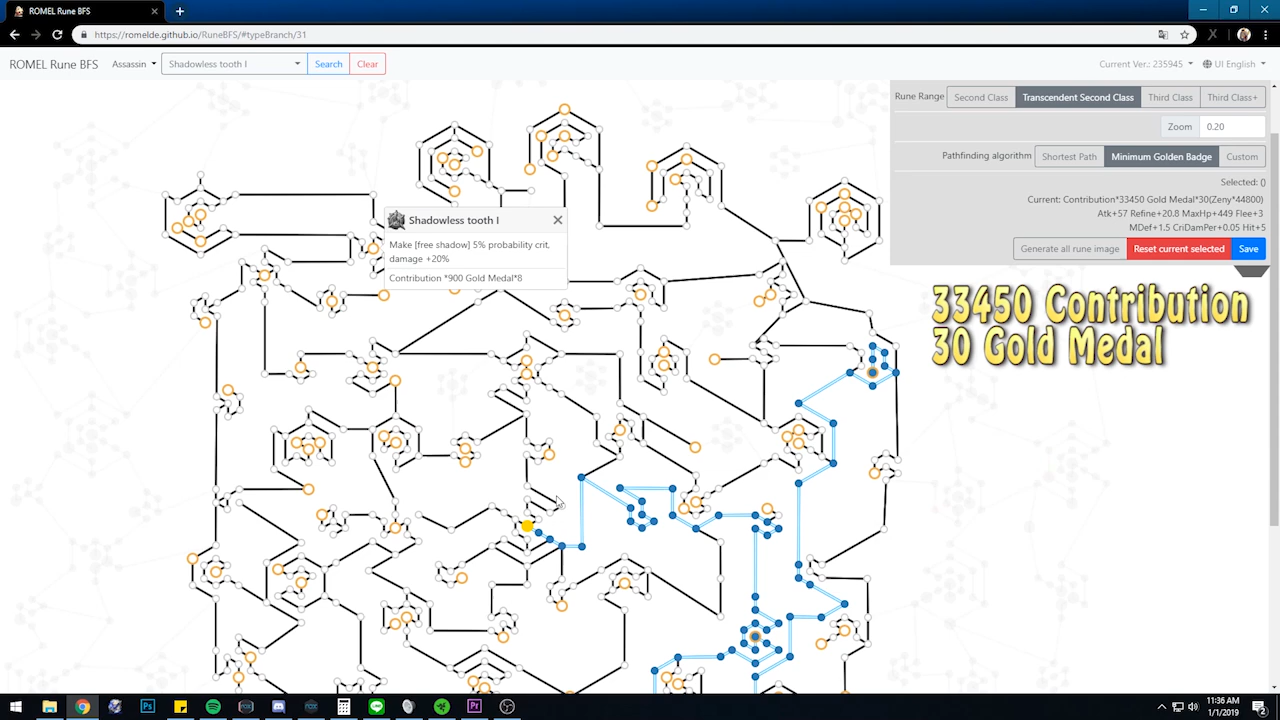 ROMEL Rune BFS
https://romelde.github.io/RuneBFS/#typeBranch/31
ROMEL Rune BFS
Assassin
Shadowless tooth I
Search
Clear
Current Ver.: 235945
UI English
Rune Range
Second Class
Transcendent Second Class
Third Class
Third Class+
Zoom
0.20
Pathfinding algorithm
Shortest Path
Minimum Golden Badge
Custom
Selected: ()
Current: Contribution*33450 Gold Medal*30(Zeny*44800)
Atk+57 Refine+20.8 MaxHp+449 Flee+3
MDef+1.5 CriDamPer+0.05 Hit+5
Generate all rune image
Reset current selected
Save
Shadowless tooth I
Make [free shadow] 5% probability crit,
damage +20%
Contribution *900 Gold Medal*8
33450 Contribution
30 Gold Medal
11:36 AM
1/1/2019